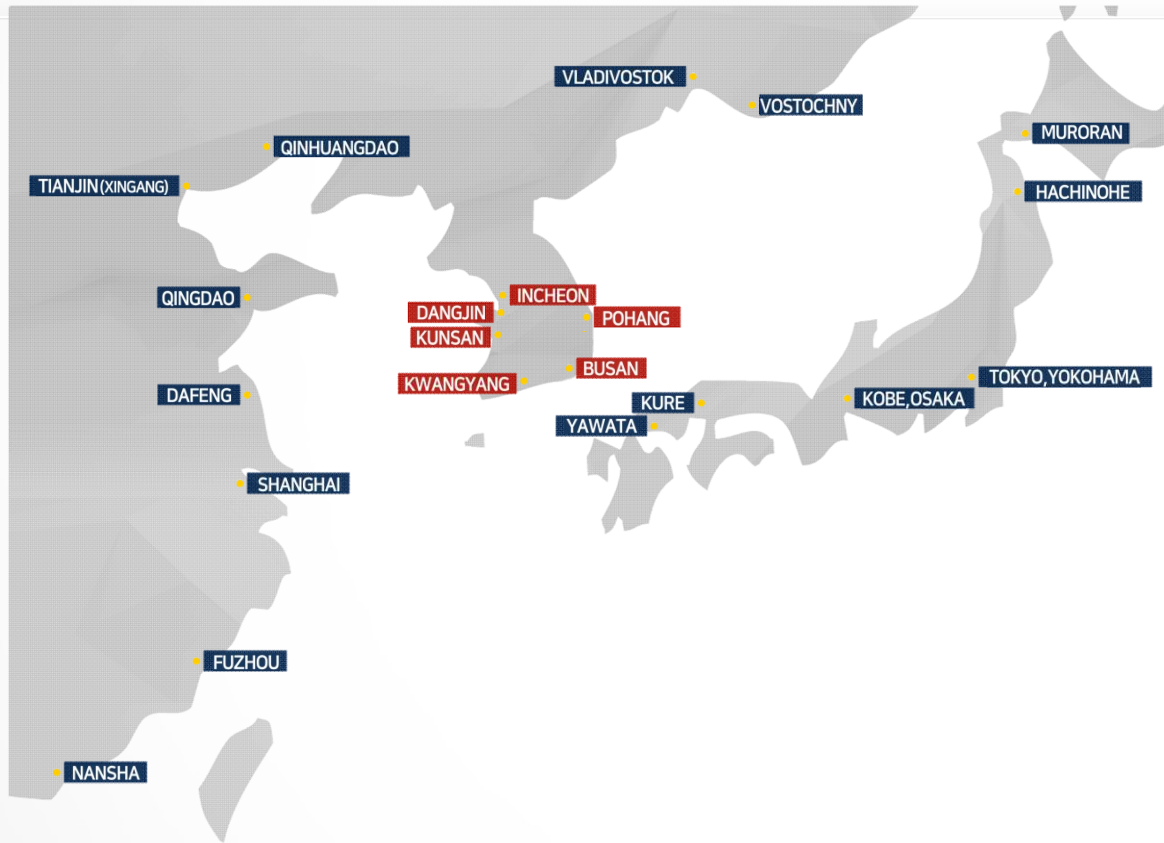 VLADIVOSTOK
VOSTOCHNY
MURORAN
QINHUANGDAO
TIANJIN(XINGANG)
HACHINOHE
QINGDAO
INCHEON
DANGJIN
POHANG
KUNSAN
BUSAN
KWANGYANG
TOKYO,YOKOHAMA
DAFENG
KURE
KOBE,OSAKA
YAWATA
SHANGHAI
FUZHOU
NANSHA